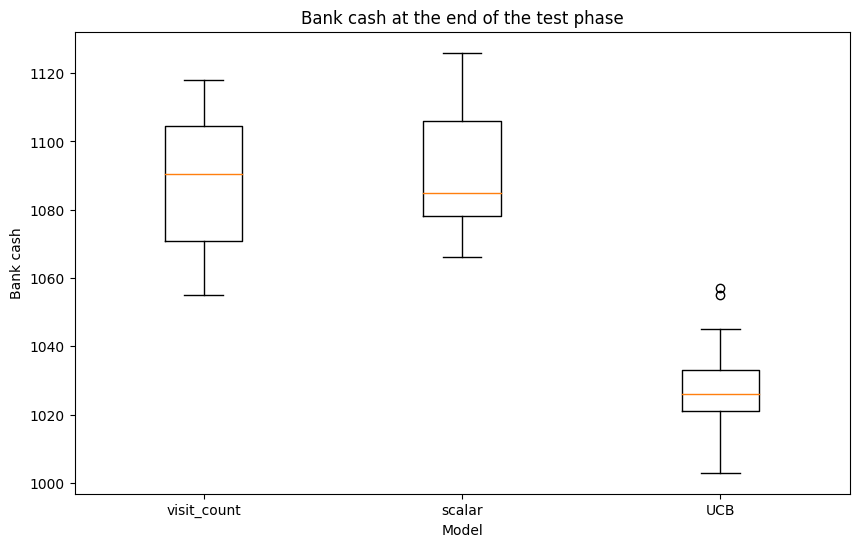 Bank cash at the end of the test phase
1120
1100
1080
1060
1040
1020
1000
Bank cash
visit_count scalar UCB
Model